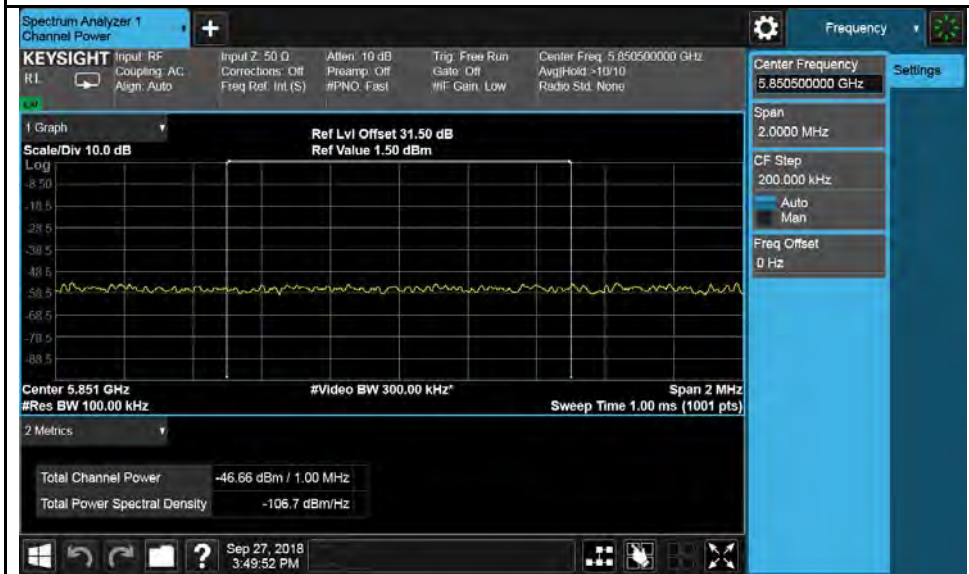 Spectrum Analyzer 1
Channel Power
+
Frequency
KEYSIGHT
RL
Input: RF
Coupling: AC
Align: Auto
Input Z: 50 Ω
Corrections: Off
Freq Ref: Int (S)
Atten: 10 dB
Preamp: Off
#PNO: Fast
Trig: Free Run
Gate: Off
#IF Gain: Low
Center Freq: 5.850500000 GHz
Avg|Hold: >10/10
Radio Std: None
Center Frequency
5.850500000 GHz
Settings
Span
2.0000 MHz
CF Step
200.000 kHz
Auto
Man
Freq Offset
0 Hz
1 Graph
Scale/Div 10.0 dB
Ref Lvl Offset 31.50 dB
Ref Value 1.50 dBm
Log
-8.50
-18.5
-28.5
-38.5
-48.5
-58.5
-68.5
-78.5
-88.5
Center 5.851 GHz
#Video BW 300.00 kHz*
Span 2 MHz
#Res BW 100.00 kHz
Sweep Time 1.00 ms (1001 pts)
2 Metrics
Total Channel Power
-46.66 dBm / 1.00 MHz
Total Power Spectral Density
-106.7 dBm/Hz
?
Sep 27, 2018
3:49:52 PM